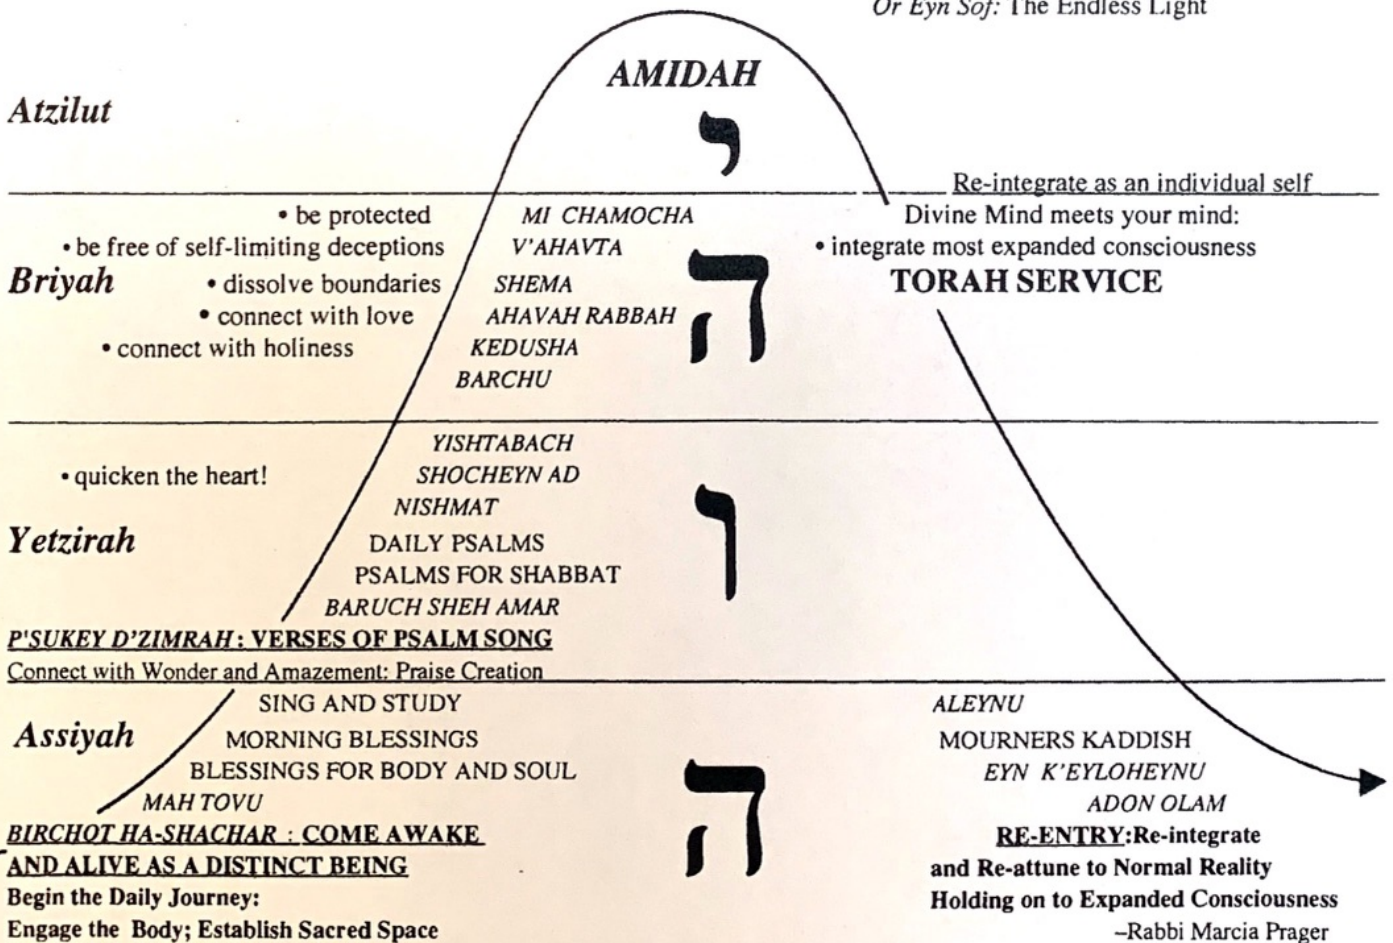 Or Eyn Sof: The Endless Light
AMIDAH
Atzilut
י
Re-integrate as an individual self
• be protected
MI CHAMOCHA
Divine Mind meets your mind:
• be free of self-limiting deceptions
V'AHAVTA
• integrate most expanded consciousness
Briyah
• dissolve boundaries
SHEMA
ה
TORAH SERVICE
• connect with love
AHAVAH RABBAH
• connect with holiness
KEDUSHA
BARCHU
YISHTABACH
• quicken the heart!
SHOCHEYN AD
NISHMAT
ו
Yetzirah
DAILY PSALMS
PSALMS FOR SHABBAT
BARUCH SHEH AMAR
P'SUKEY D'ZIMRAH: VERSES OF PSALM SONG
Connect with Wonder and Amazement: Praise Creation
SING AND STUDY
Assiyah
MORNING BLESSINGS
BLESSINGS FOR BODY AND SOUL
MAH TOVU
ה
BIRCHOT HA-SHACHAR : COME AWAKE
AND ALIVE AS A DISTINCT BEING
Begin the Daily Journey:
Engage the Body; Establish Sacred Space
ALEYNU
MOURNERS KADDISH
EYN K'EYLOHEYNU
ADON OLAM
RE-ENTRY:Re-integrate
and Re-attune to Normal Reality
Holding on to Expanded Consciousness
–Rabbi Marcia Prager